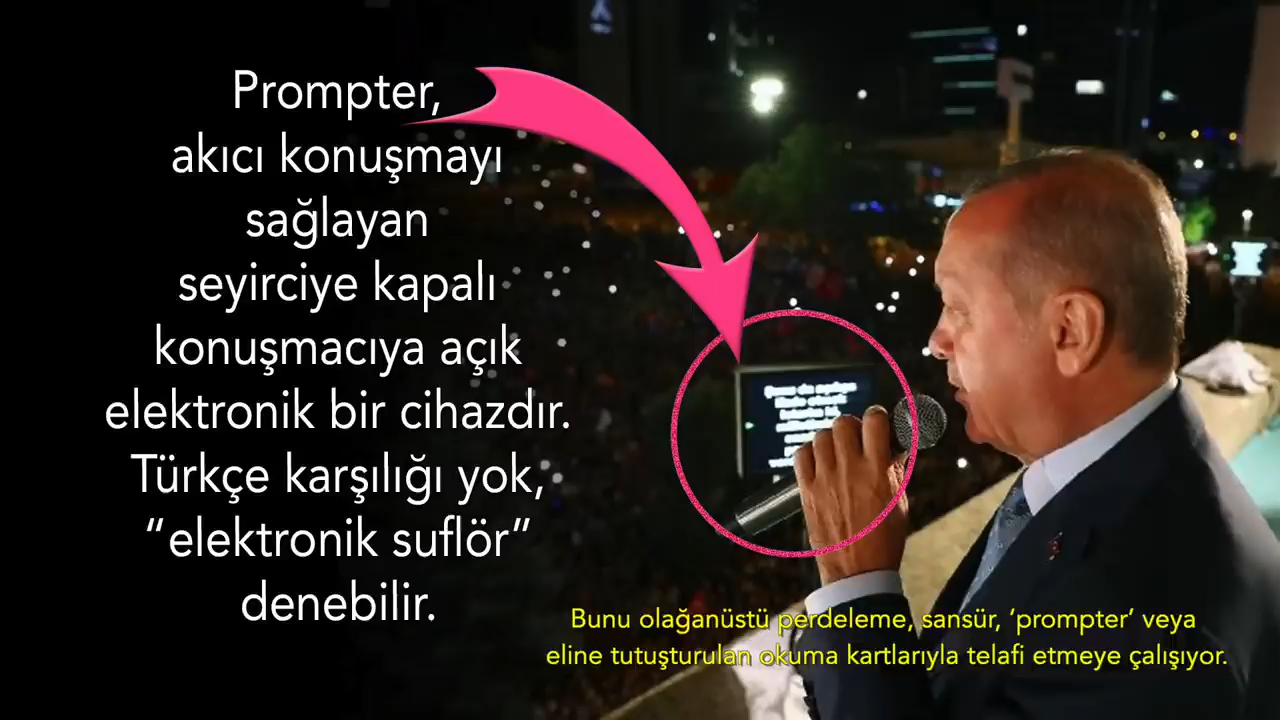 Prompter,
akıcı konuşmayı
sağlayan
seyirciye kapalı
konuşmacıya açık
elektronik bir cihazdır.
Türkçe karşılığı yok,
“elektronik suflör”
denebilir.
Bunu olağanüstü perdeleme, sansür, ‘prompter’ veya
eline tutuşturulan okuma kartlarıyla telafi etmeye çalışıyor.